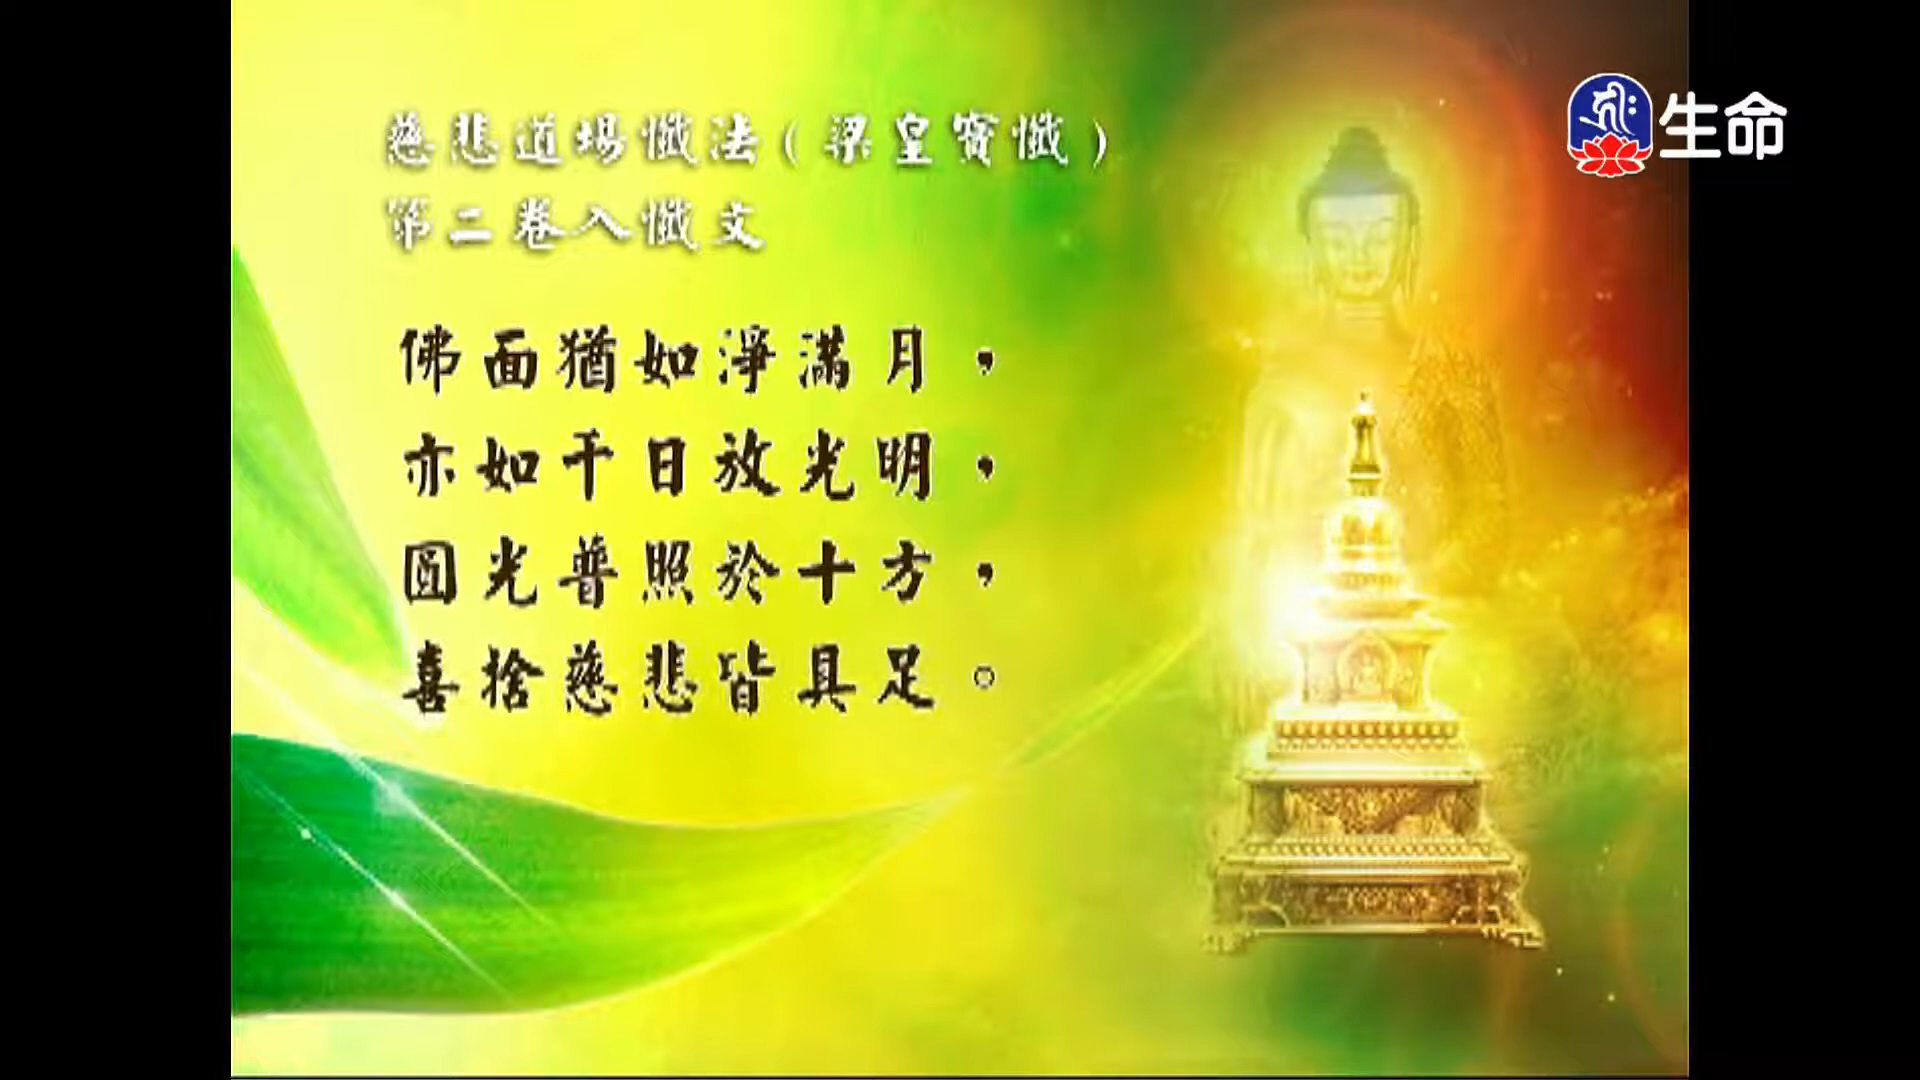 慈悲道場懺法(梁皇寶懺)
第二卷入懺文
佛面猶如淨滿月，
亦如千日放光明，
圓光普照於十方，
喜捨慈悲皆具足。
生命